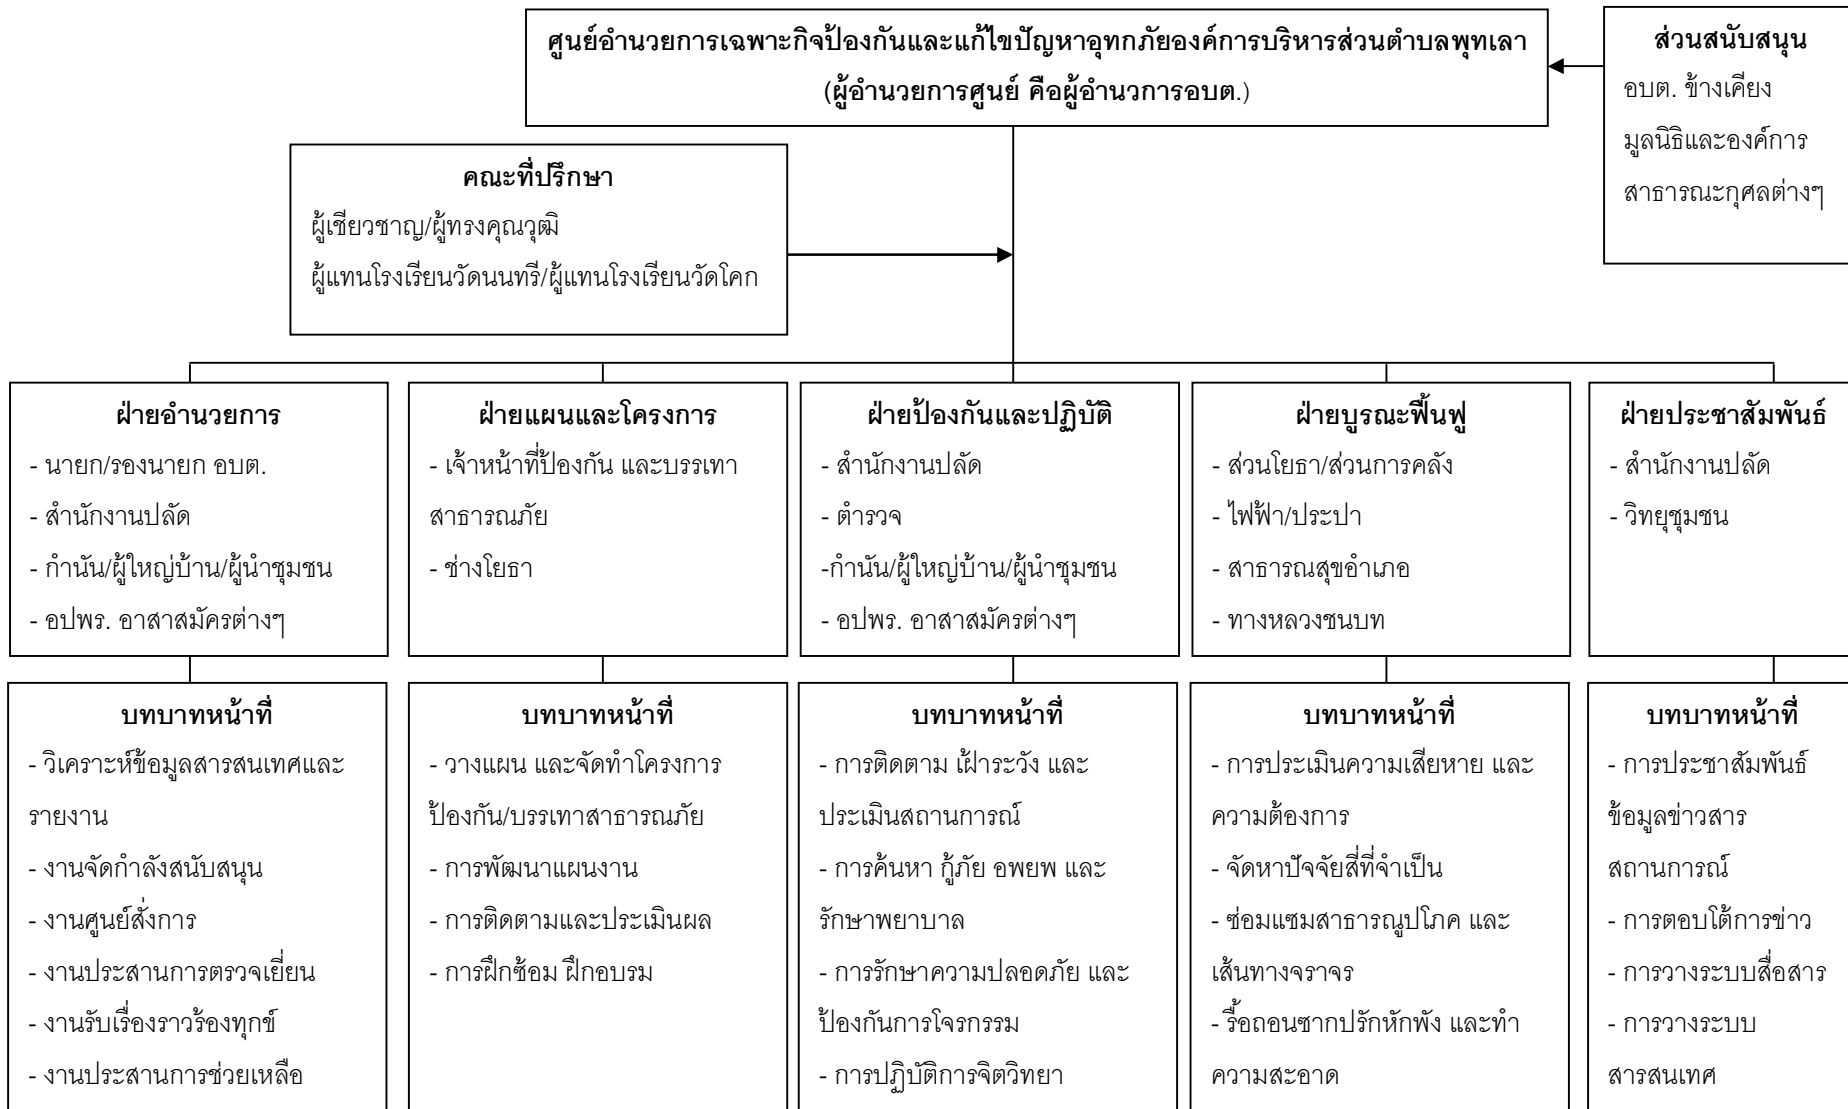 ศูนย์อำนวยการเฉพาะกิจป้องกันและแก้ไขปัญหาอุทกภัยองค์การบริหารส่วนตำบลพุทเลา
(ผู้อำนวยการศูนย์ คือผู้อำนวการอบต.)
ส่วนสนับสนุน
อบต. ข้างเคียง
มูลนิธิและองค์การ
สาธารณะกุศลต่างๆ
คณะที่ปรึกษา
ผู้เชียวชาญ/ผู้ทรงคุณวุฒิ
ผู้แทนโรงเรียนวัดนนทรี/ผู้แทนโรงเรียนวัดโคก
ฝ่ายอำนวยการ
- นายก/รองนายก อบต.
- สำนักงานปลัด
- กำนัน/ผู้ใหญ่บ้าน/ผู้นำชุมชน
- อปพร. อาสาสมัครต่างๆ
ฝ่ายแผนและโครงการ
- เจ้าหน้าที่ป้องกัน และบรรเทา
สาธารณภัย
- ช่างโยธา
ฝ่ายป้องกันและปฏิบัติ
- สำนักงานปลัด
- ตำรวจ
-กำนัน/ผู้ใหญ่บ้าน/ผู้นำชุมชน
- อปพร. อาสาสมัครต่างๆ
ฝ่ายบูรณะฟื้นฟู
- ส่วนโยธา/ส่วนการคลัง
- ไฟฟ้า/ประปา
- สาธารณสุขอำเภอ
- ทางหลวงชนบท
ฝ่ายประชาสัมพันธ์
- สำนักงานปลัด
- วิทยุชุมชน
บทบาทหน้าที่
- วิเคราะห์ข้อมูลสารสนเทศและ
รายงาน
- งานจัดกำลังสนับสนุน
- งานศูนย์สั่งการ
- งานประสานการตรวจเยี่ยน
- งานรับเรื่องราวร้องทุกข์
- งานประสานการช่วยเหลือ
บทบาทหน้าที่
- วางแผน และจัดทำโครงการ
ป้องกัน/บรรเทาสาธารณภัย
- การพัฒนาแผนงาน
- การติดตามและประเมินผล
- การฝึกซ้อม ฝึกอบรม
บทบาทหน้าที่
- การติดตาม เฝ้าระวัง และ
ประเมินสถานการณ์
- การค้นหา กู้ภัย อพยพ และ
รักษาพยาบาล
- การรักษาความปลอดภัย และ
ป้องกันการโจรกรรม
- การปฏิบัติการจิตวิทยา
บทบาทหน้าที่
- การประเมินความเสียหาย และ
ความต้องการ
- จัดหาปัจจัยสี่ที่จำเป็น
- ซ่อมแซมสาธารณูปโภค และ
เส้นทางจราจร
- รื้อถอนซากปรักหักพัง และทำ
ความสะอาด
บทบาทหน้าที่
- การประชาสัมพันธ์
ข้อมูลข่าวสาร
สถานการณ์
- การตอบโต้การข่าว
- การวางระบบสื่อสาร
- การวางระบบ
สารสนเทศ